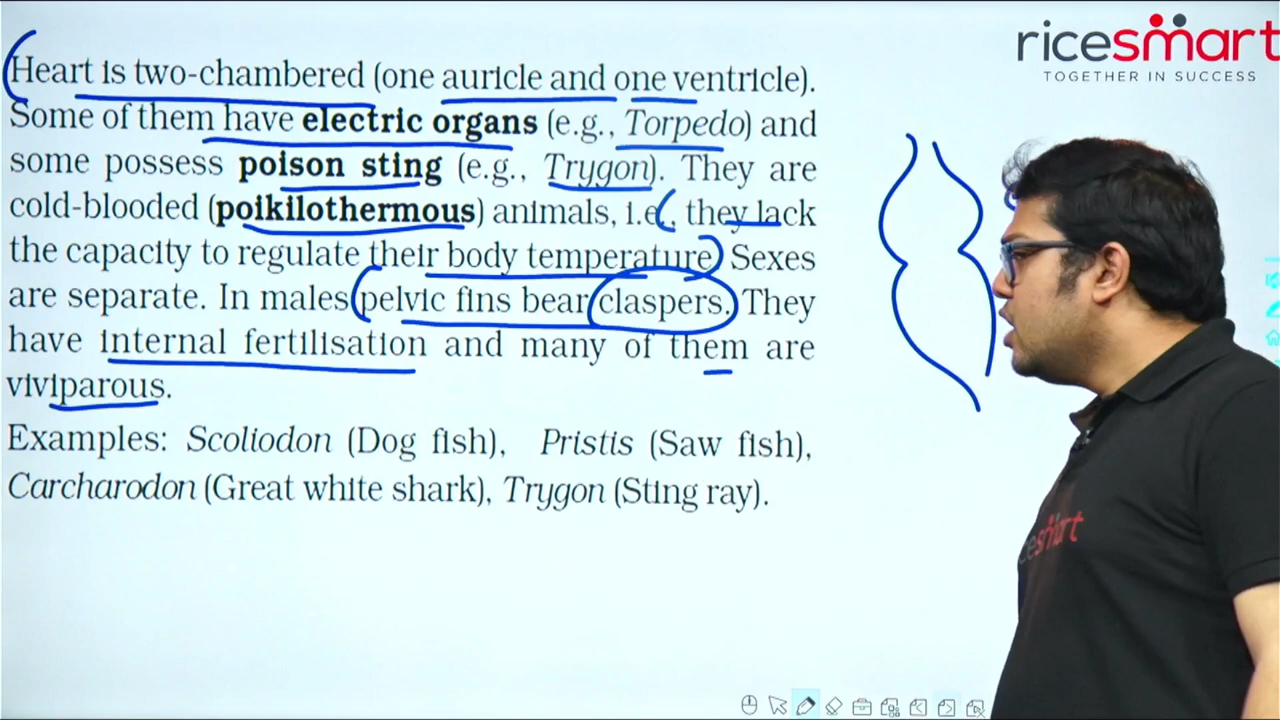 ricesmart
TOGETHER IN SUCCESS
Heart is two-chambered (one auricle and one ventricle).
Some of them have electric organs (e.g., Torpedo) and
some possess poison sting (e.g., Trygon). They are
cold-blooded (poikilothermous) animals, i.e., they lack
the capacity to regulate their body temperature. Sexes
are separate. In males pelvic fins bear claspers. They
have internal fertilisation and many of them are
viviparous.
Examples: Scoliodon (Dog fish), Pristis (Saw fish),
Carcharodon (Great white shark), Trygon (Sting ray).
smart